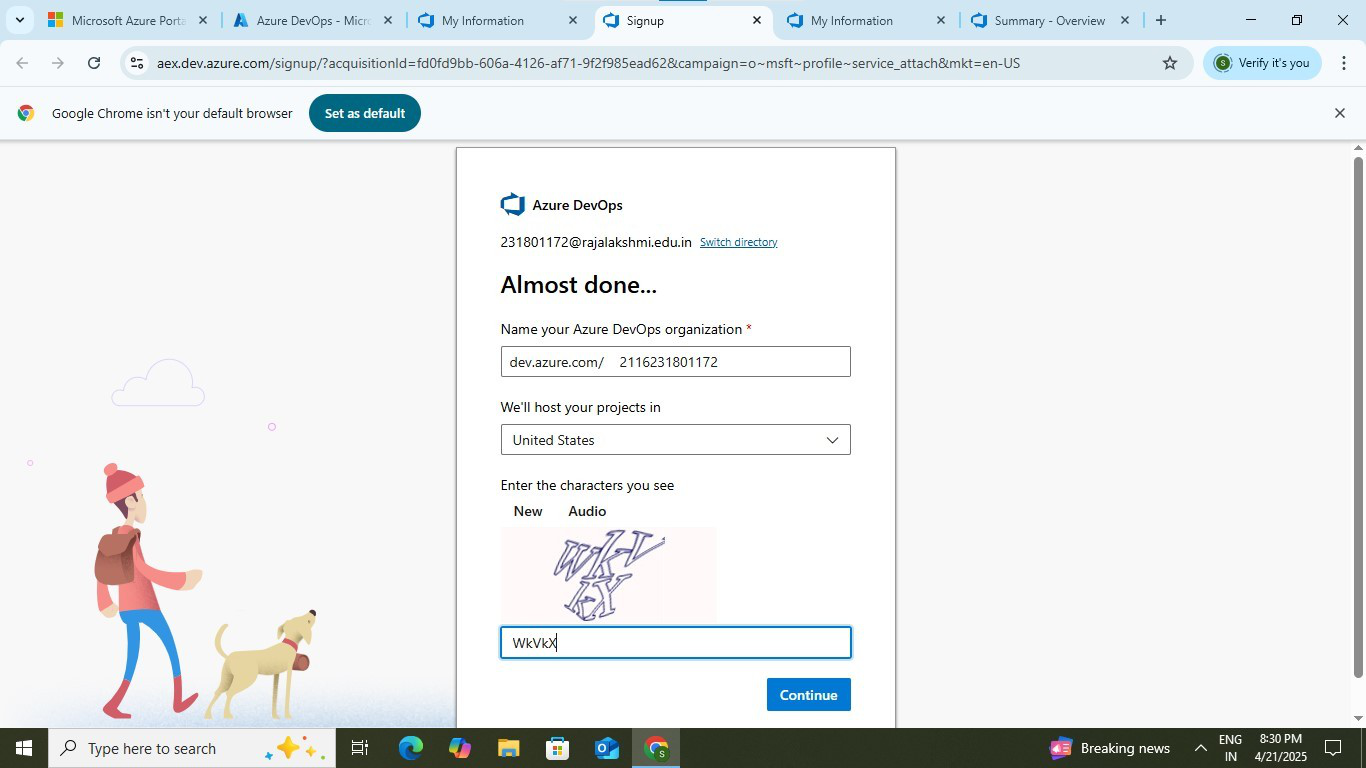 Microsoft Azure Porta
Azure DevOps - Micr
My Information
Signup
My Information
Summary - Overview
aex.dev.azure.com/signup/?acquisitionId=fd0fd9bb-606a-4126-af71-9f2f985ead62&campaign=o~msft~profile~service_attach&mkt=en-US
S
Verify it's you
Google Chrome isn't your default browser
Set as default
Azure DevOps
231801172@rajalakshmi.edu.in Switch directory
Almost done...
Name your Azure DevOps organization *
dev.azure.com/ 2116231801172
We'll host your projects in
United States
Enter the characters you see
New Audio
WkVkX
Continue
Type here to search
S
Breaking news
ENG
IN
8:30 PM
4/21/2025